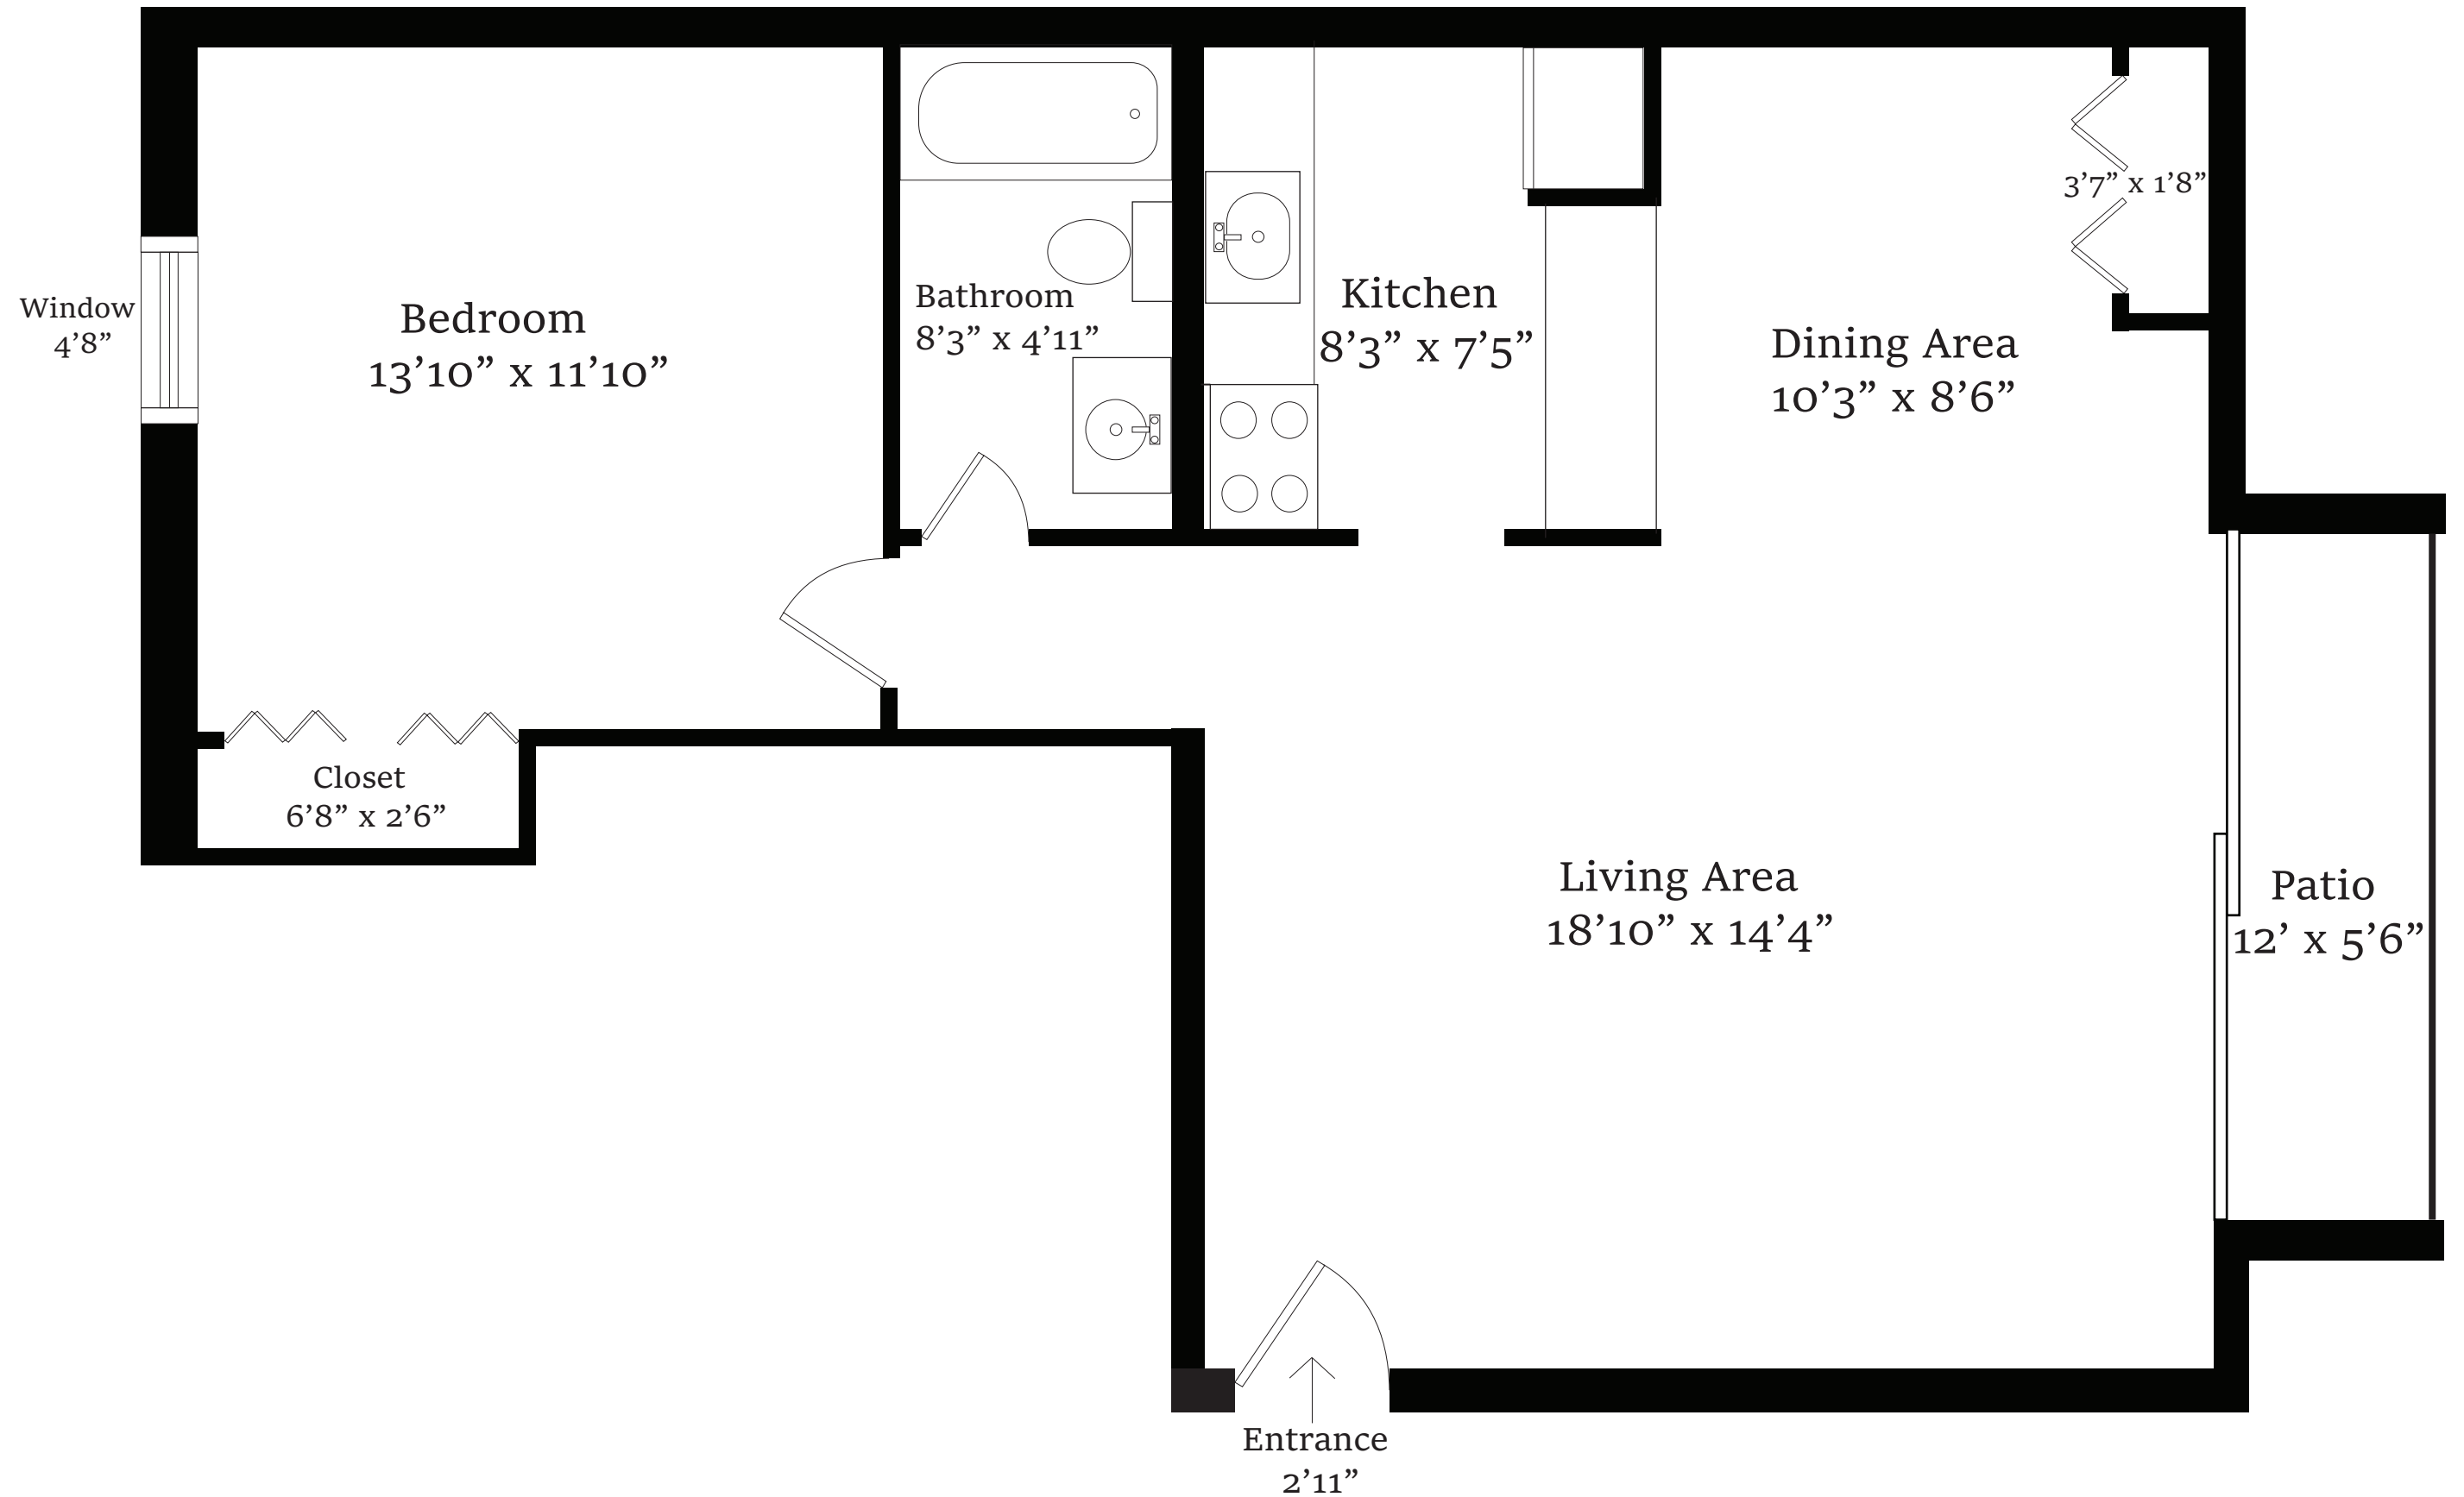 3’7” x 1’8”
Window
4’8”
Bedroom
13’10” x 11’10”
Bathroom
8’3” x 4’11”
Kitchen
8’3” x 7’5”
Dining Area
10’3” x 8’6”
Closet
6’8” x 2’6”
Living Area
18’10” x 14’4”
Patio
12’ x 5’6”
Entrance
2’11”